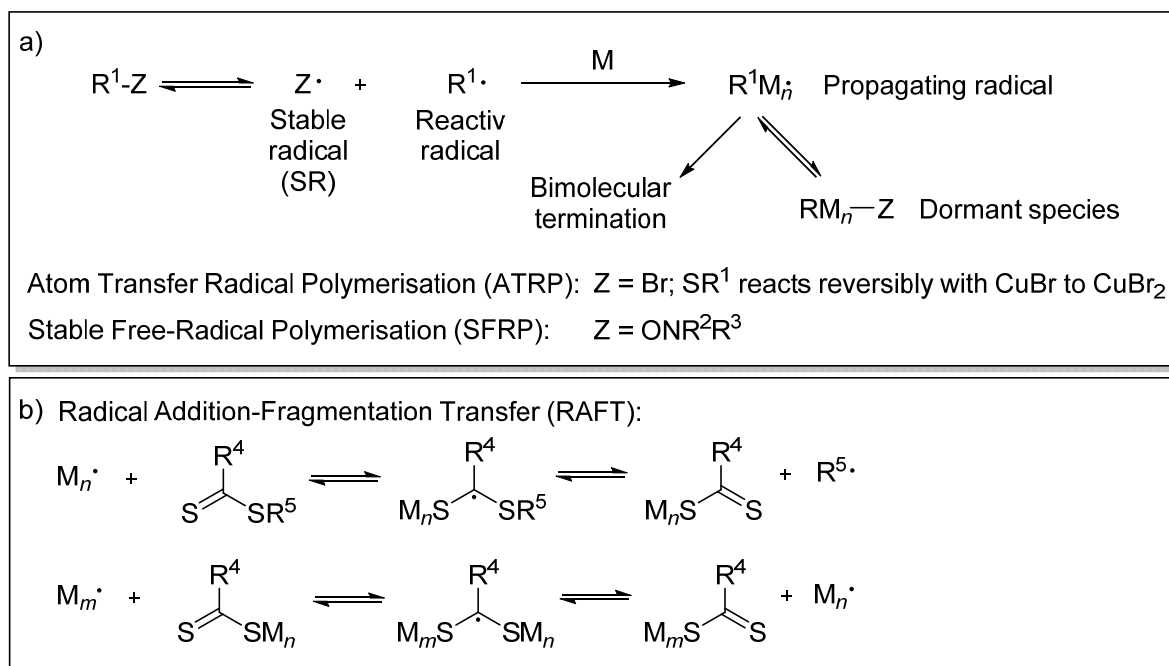 a)
R¹-Z Z• + R¹• M R¹Mₙ• Propagating radical
Stable radical (SR)
Reactiv radical
Bimolecular termination
RMₙ—Z Dormant species
Atom Transfer Radical Polymerisation (ATRP): Z = Br; SR¹ reacts reversibly with CuBr to CuBr₂
Stable Free-Radical Polymerisation (SFRP): Z = ONR²R³
b) Radical Addition-Fragmentation Transfer (RAFT):
R⁴ R⁴ R⁴
Mₙ• + S SR⁵ MₙS • SR⁵ MₙS S + R⁵•
R⁴ R⁴ R⁴
Mₘ• + S SMₙ MₘS • SMₙ MₘS S + Mₙ•